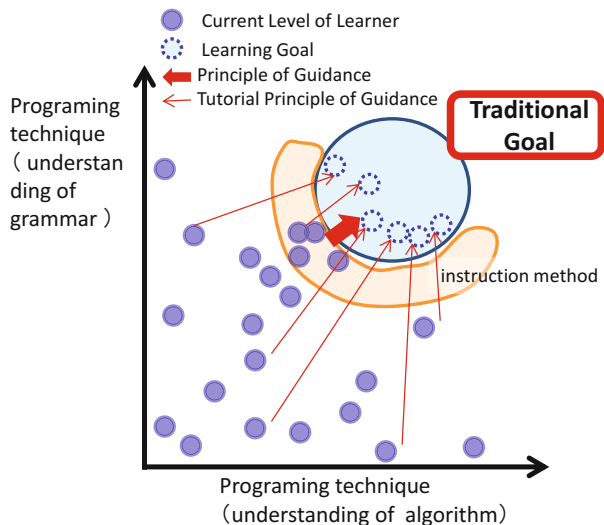 Current Level of Learner
Learning Goal
Principle of Guidance
Tutorial Principle of Guidance
Traditional
Goal
Programing
technique
( understan
ding of
grammar )
instruction method
Programing technique
(understanding of algorithm)